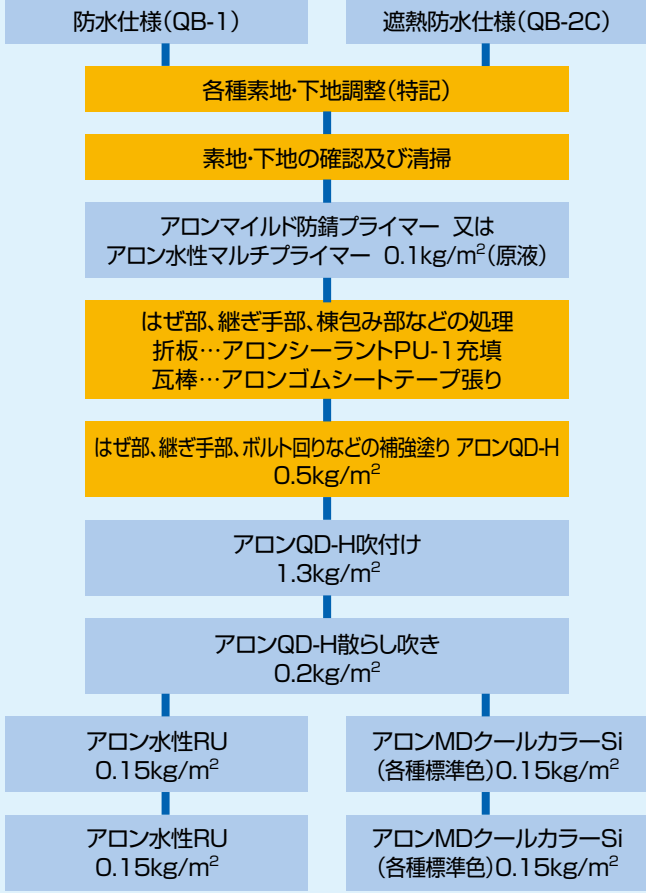 防水仕様（QB-1）
遮熱防水仕様（QB-2C）
各種素地・下地調整（特記）
素地・下地の確認及び清掃
アロンマイルド防錆プライマー 又は
アロン水性マルチプライマー 0.1kg/m²（原液）
はぜ部、継ぎ手部、棟包み部などの処理
折板…アロンシーラントPU-1充填
瓦棒…アロンゴムシートテープ張り
はぜ部、継ぎ手部、ボルト回りなどの補強塗り アロンQD-H
0.5kg/m²
アロンQD-H吹付け
1.3kg/m²
アロンQD-H散らし吹き
0.2kg/m²
アロン水性RU
0.15kg/m²
アロンMDクールカラーSi
（各種標準色）0.15kg/m²
アロン水性RU
0.15kg/m²
アロンMDクールカラーSi
（各種標準色）0.15kg/m²